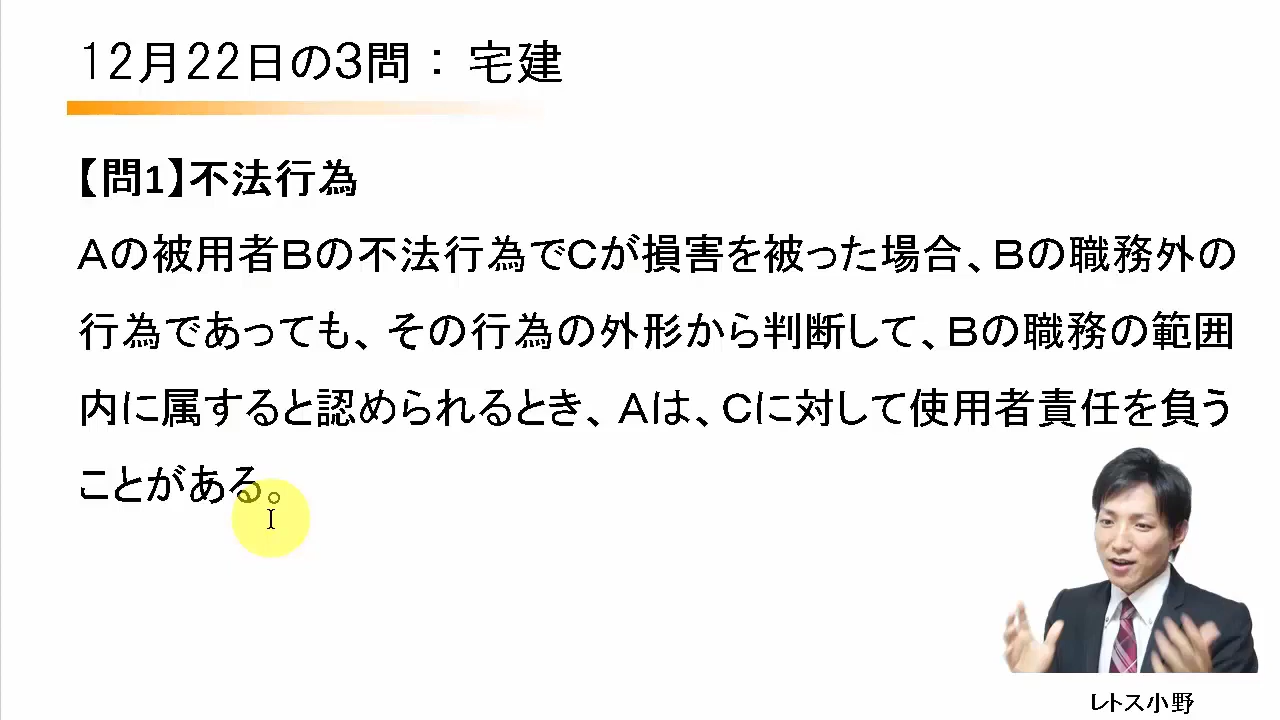 12月22日の3問：宅建
【問1】不法行為
Aの被用者Bの不法行為でCが損害を被った場合、Bの職務外の
行為であっても、その行為の外形から判断して、Bの職務の範囲
内に属すると認められるとき、Aは、Cに対して使用者責任を負う
ことがある。
レトス小野